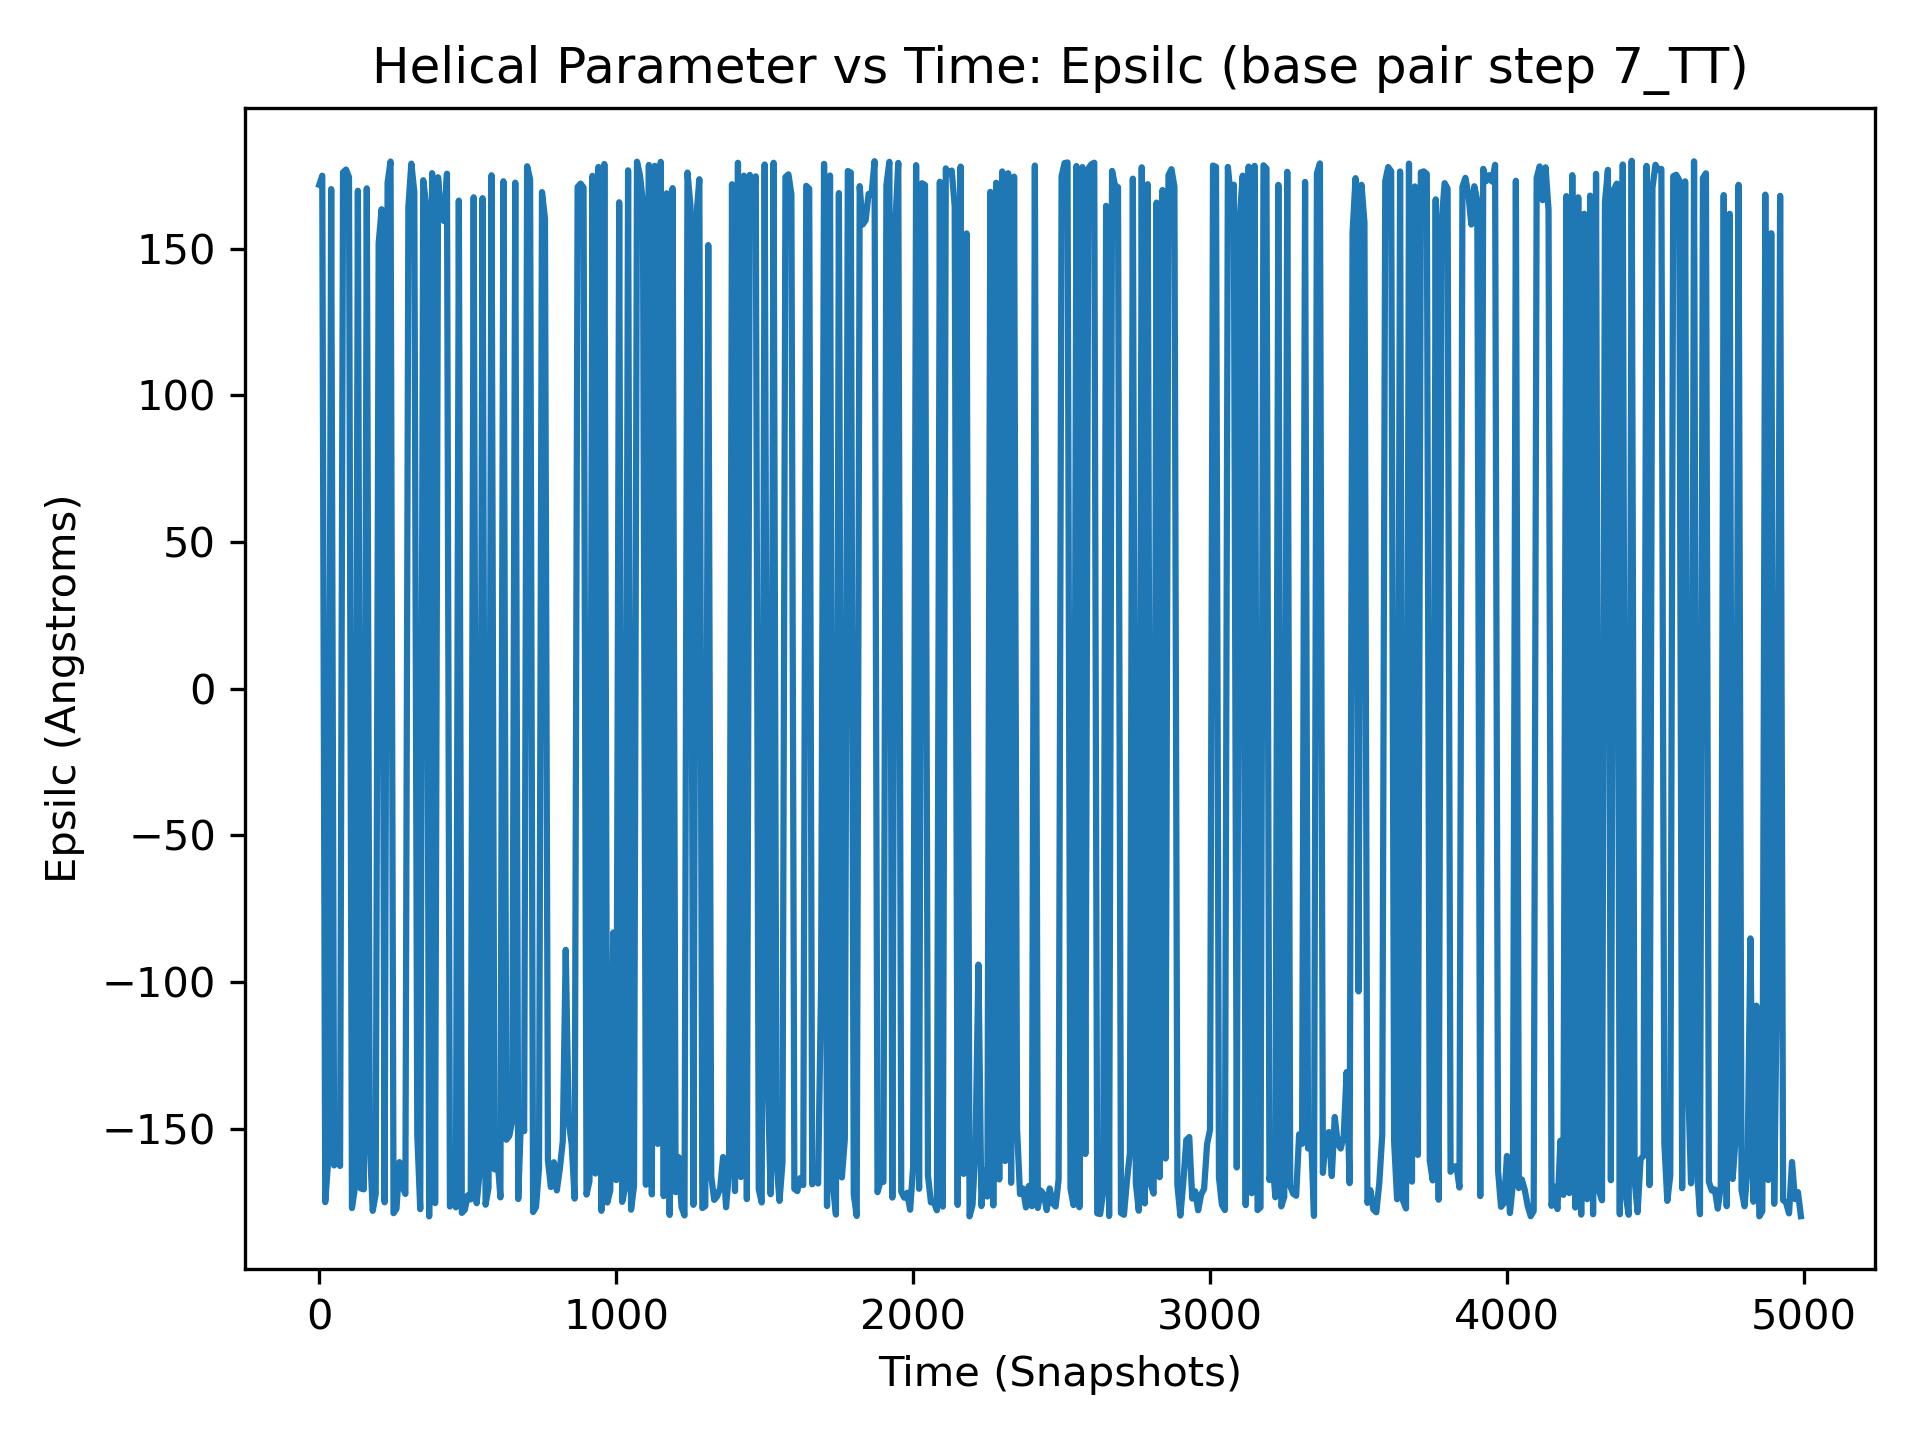 Helical Parameter vs Time: Epsilc (base pair step 7_TT)
Epsilc (Angstroms)
150
100
50
0
−50
−100
−150
0 1000 2000 3000 4000 5000
Time (Snapshots)